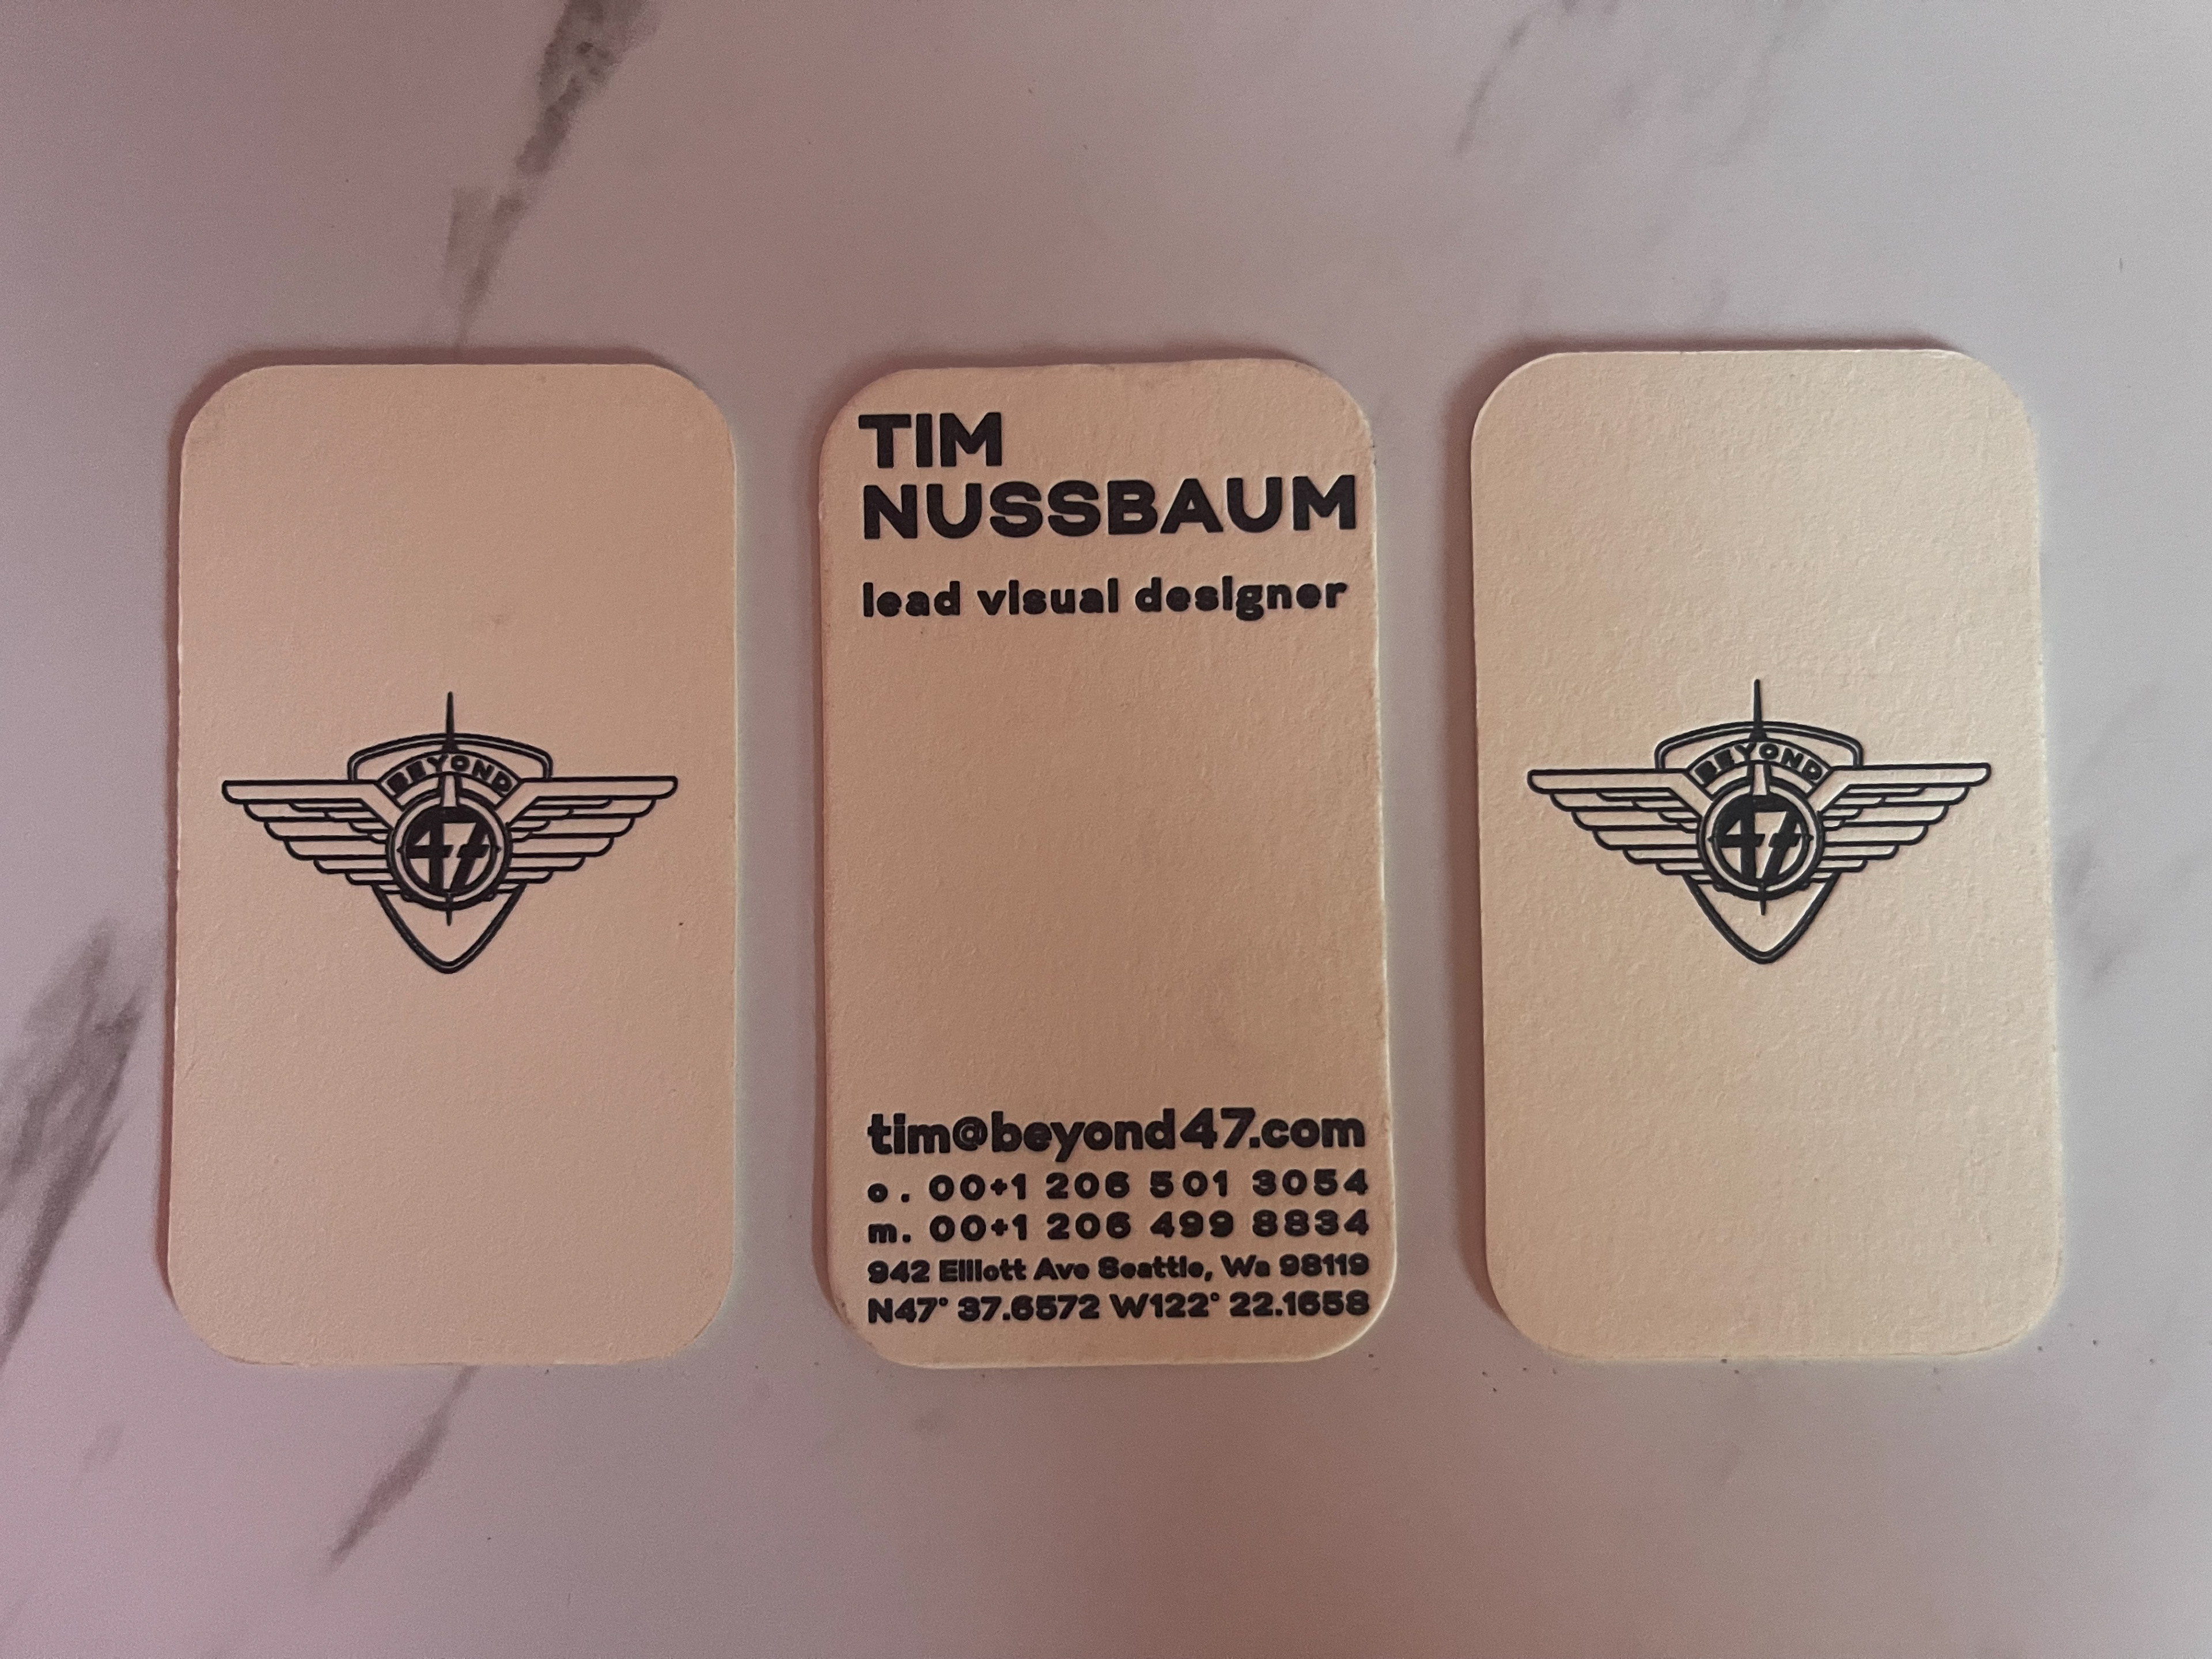 BEYOND
47
TIM
NUSSBAUM
lead visual designer
tim@beyond47.com
o. 00+1 206 501 3054
m. 00+1 206 499 8834
942 Elliott Ave Seattle, Wa 98119
N47° 37.6572 W122° 22.1658
BEYOND
47